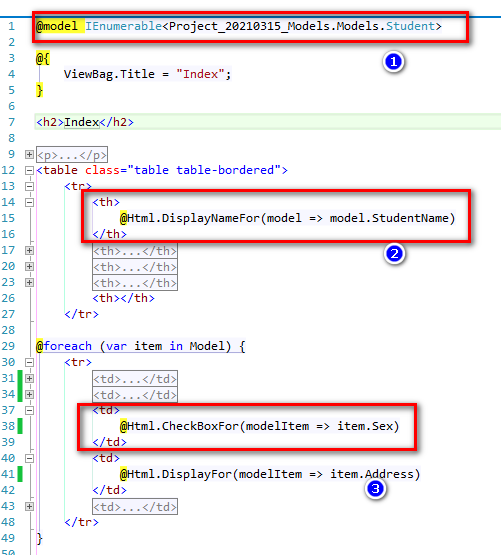 1 @model IEnumerable<Project_20210315_Models.Models.Student>
2
3 @{
4 ViewBag.Title = "Index";
5 }
6
7 <h2>Index</h2>
8
9 <p>...</p>
12 <table class="table table-bordered">
13 <tr>
14 <th>
15 @Html.DisplayNameFor(model => model.StudentName)
16 </th>
17 <th>...</th>
20 <th>...</th>
23 <th>...</th>
26 <th></th>
27 </tr>
28
29 @foreach (var item in Model) {
30 <tr>
31 <td>...</td>
34 <td>...</td>
37 <td>
38 @Html.CheckBoxFor(modelItem => item.Sex)
39 </td>
40 <td>
41 @Html.DisplayFor(modelItem => item.Address)
42 </td>
43 <td>...</td>
48 </tr>
49 }
50
1
2
3